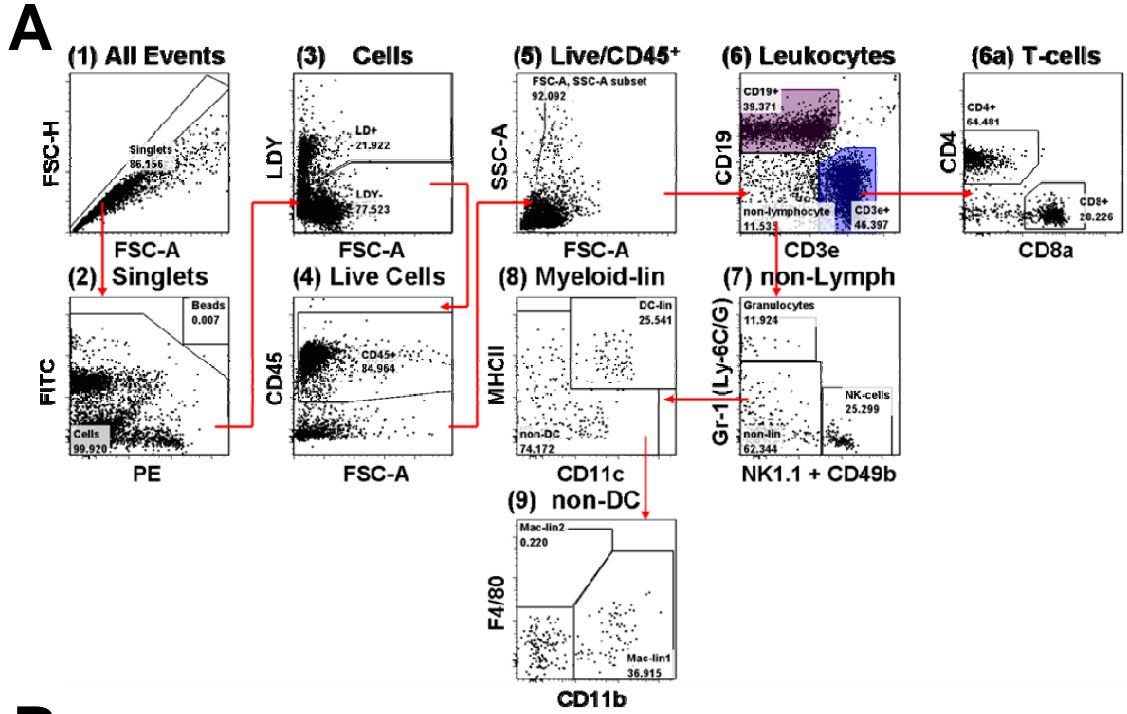 A
(1) All Events
FSC-H
Singlets
86.156
FSC-A
(3) Cells
LDY
LD+
21.922
LDY-
77.523
FSC-A
(5) Live/CD45+
SSC-A
FSC-A, SSC-A subset
92.092
FSC-A
(6) Leukocytes
CD19
CD19+
39.371
non-lymphocyte
11.535
CD3e+
46.397
CD3e
(6a) T-cells
CD4
CD4+
64.481
CD8+
28.226
CD8a
(2) Singlets
FITC
Beads
0.007
Cells
99.920
PE
(4) Live Cells
CD45
CD45+
84.964
FSC-A
(8) Myeloid-lin
MHCII
DC-lin
25.541
non-DC
74.172
CD11c
(7) non-Lymph
Gr-1 (Ly-6C/G)
Granulocytes
11.924
NK-cells
25.299
non-lin
62.344
NK1.1 + CD49b
(9) non-DC
F4/80
Mac-lin2
0.220
Mac-lin1
36.915
CD11b